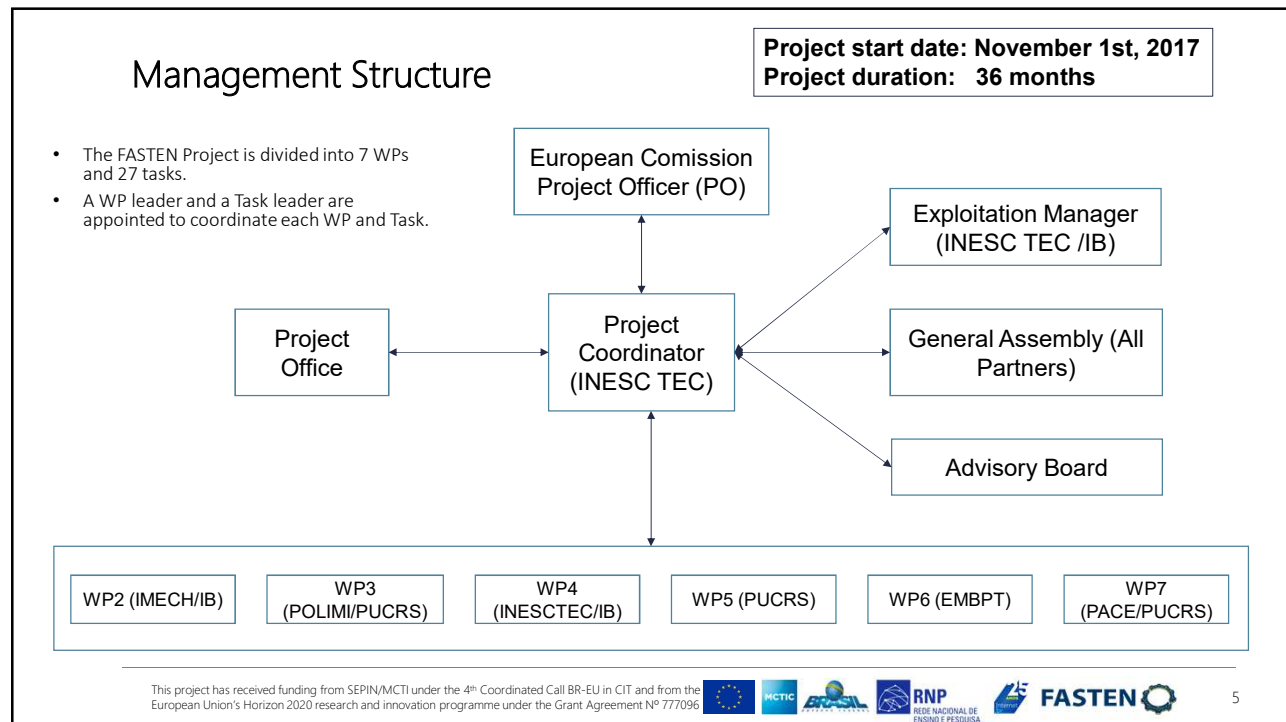 Management Structure
Project start date: November 1st, 2017
Project duration: 36 months
• The FASTEN Project is divided into 7 WPs
and 27 tasks.
• A WP leader and a Task leader are
appointed to coordinate each WP and Task.
European Comission
Project Officer (PO)
Exploitation Manager
(INESC TEC /IB)
Project
Office
Project
Coordinator
(INESC TEC)
General Assembly (All
Partners)
Advisory Board
WP2 (IMECH/IB)
WP3
(POLIMI/PUCRS)
WP4
(INESCTEC/IB)
WP5 (PUCRS)
WP6 (EMBPT)
WP7
(PACE/PUCRS)
This project has received funding from SEPIN/MCTI under the 4th Coordinated Call BR-EU in CIT and from the
European Union's Horizon 2020 research and innovation programme under the Grant Agreement Nº 777096
MCTIC
BRASIL
RNP
REDE NACIONAL DE
ENSINO E PESQUISA
FASTEN
5